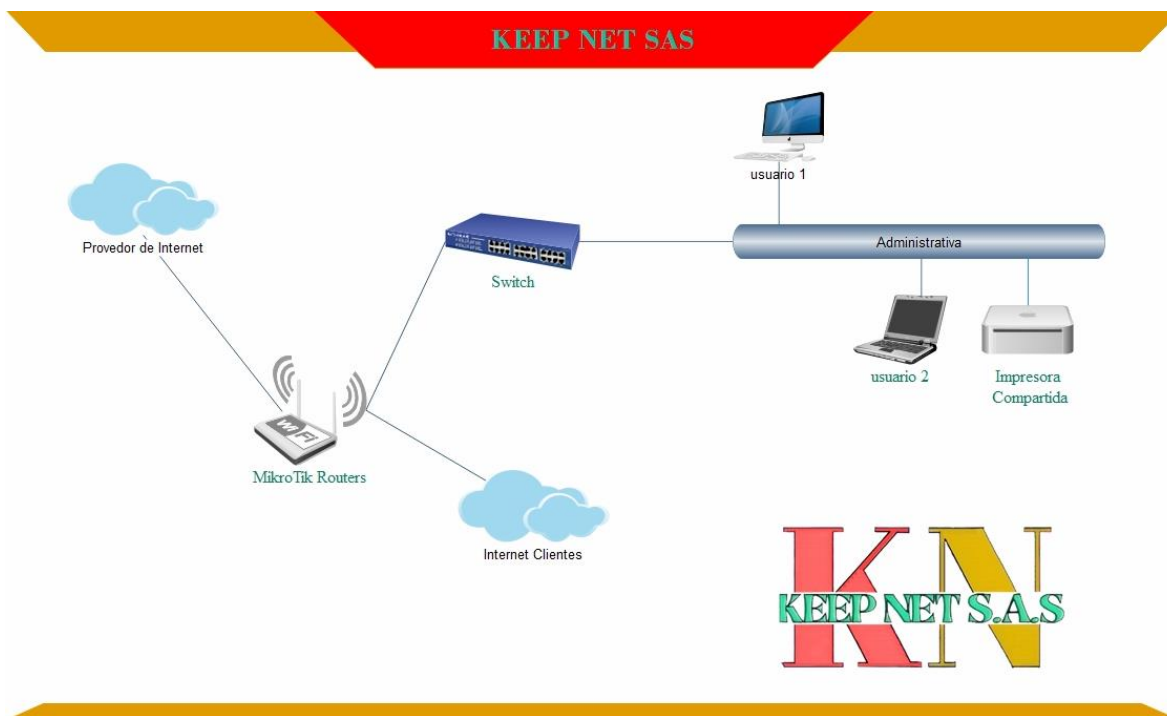 KEEP NET SAS
usuario 1
Provedor de Internet
Administrativa
Switch
usuario 2
Impresora
Compartida
WiFi
MikroTik Routers
Internet Clientes
KN
KEEP NET S.A.S